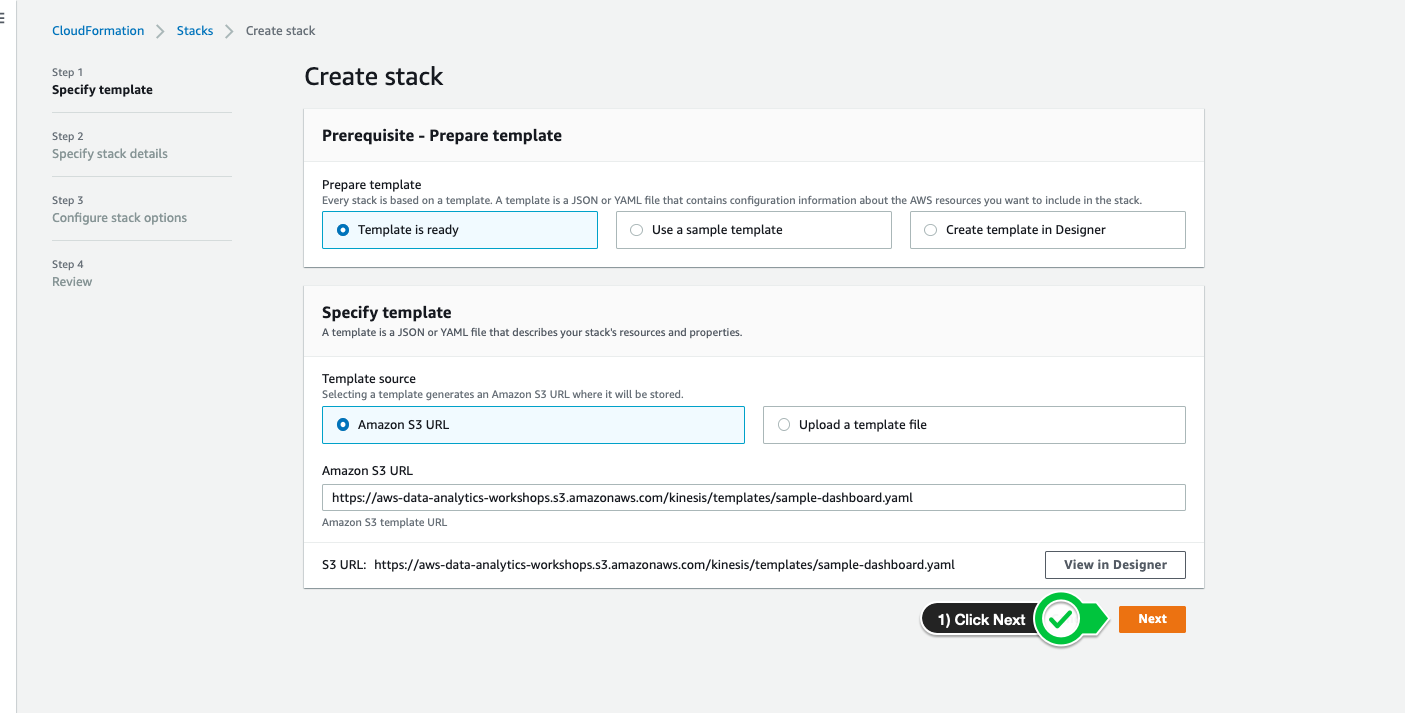 CloudFormation > Stacks > Create stack
Step 1
Specify template
Step 2
Specify stack details
Step 3
Configure stack options
Step 4
Review
Create stack
Prerequisite - Prepare template
Prepare template
Every stack is based on a template. A template is a JSON or YAML file that contains configuration information about the AWS resources you want to include in the stack.
Template is ready
Use a sample template
Create template in Designer
Specify template
A template is a JSON or YAML file that describes your stack's resources and properties.
Template source
Selecting a template generates an Amazon S3 URL where it will be stored.
Amazon S3 URL
Upload a template file
Amazon S3 URL
https://aws-data-analytics-workshops.s3.amazonaws.com/kinesis/templates/sample-dashboard.yaml
Amazon S3 template URL
S3 URL: https://aws-data-analytics-workshops.s3.amazonaws.com/kinesis/templates/sample-dashboard.yaml
View in Designer
1) Click Next
Next